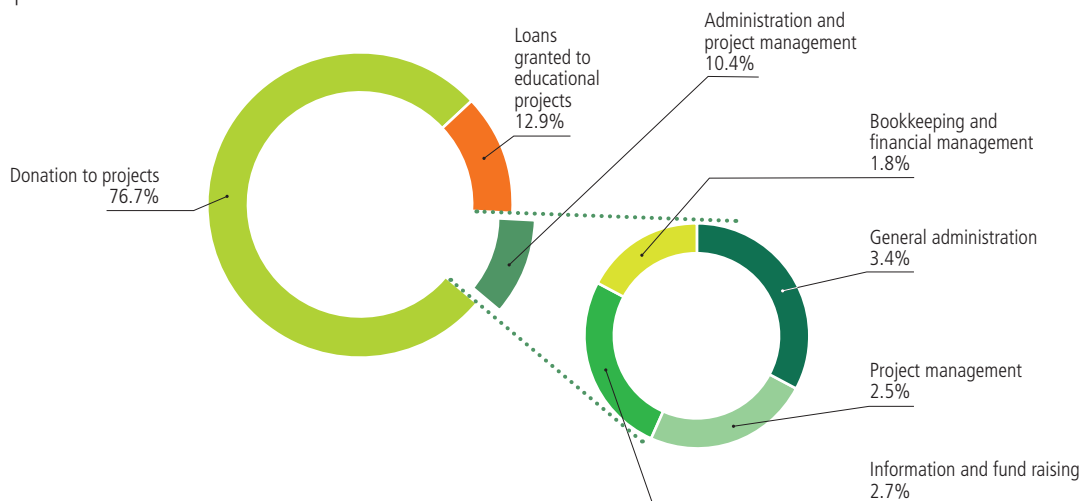 Loans
granted to
educational
projects
12.9%
Administration and
project management
10.4%
Bookkeeping and
financial management
1.8%
Donation to projects
76.7%
General administration
3.4%
Project management
2.5%
Information and fund raising
2.7%